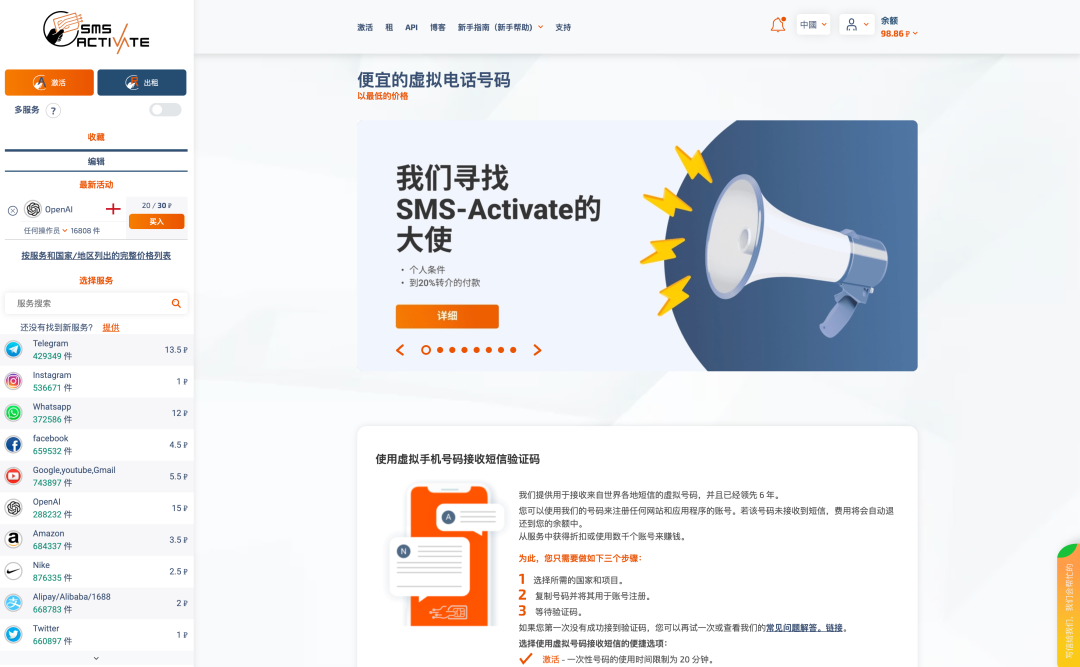 SMS
ACTIVATE
激活
租
API
博客
新手指南（新手帮助）
支持
中國
余额
98.86 ₽
激活
出租
多服务
?
收藏
编辑
最新活动
OpenAI
20 / 30 ₽
买入
任何操作员
16808 件
按服务和国家/地区列出的完整价格列表
选择服务
服务搜索
还没有找到新服务? 提供
Telegram
429349 件
13.5 ₽
Instagram
536671 件
1 ₽
Whatsapp
372586 件
12 ₽
facebook
659532 件
4.5 ₽
Google,youtube,Gmail
743897 件
5.5 ₽
OpenAI
288232 件
15 ₽
Amazon
684337 件
3.5 ₽
Nike
876335 件
2.5 ₽
Alipay/Alibaba/1688
668783 件
2 ₽
Twitter
660897 件
1 ₽
便宜的虚拟电话号码
以最低的价格
我们寻找
SMS-Activate的
大使
• 个人条件
• 到20%转介的付款
详细
使用虚拟手机号码接收短信验证码
A
N
我们提供用于接收来自世界各地短信的虚拟号码，并且已经领先 6 年。
您可以使用我们的号码来注册任何网站和应用程序的账号。若该号码未接收到短信，费用将会自动退
还到您的余额中。
从服务中获得折扣或使用数千个账号来赚钱。
为此，您只需要做如下三个步骤：
1 选择所需的国家和项目。
2 复制号码并将其用于账号注册。
3 等待验证码。
如果您第一次没有成功接到验证码，您可以再试一次或查看我们的常见问题解答。链接。
选择使用虚拟号码接收短信的便捷选项：
激活 - 一次性号码的使用时间限制为 20 分钟。
写信给我们，我们会帮忙的